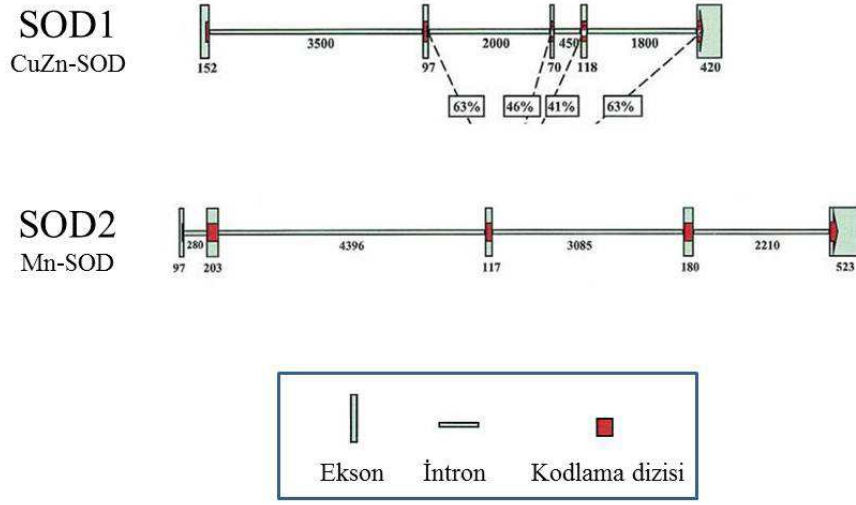 SOD1
CuZn-SOD
3500 2000 450 1800
152 97 70 118 420
63% 46% 41% 63%
SOD2
Mn-SOD
280 4396 3085 2210
97 203 117 180 523
Ekson İntron Kodlama dizisi